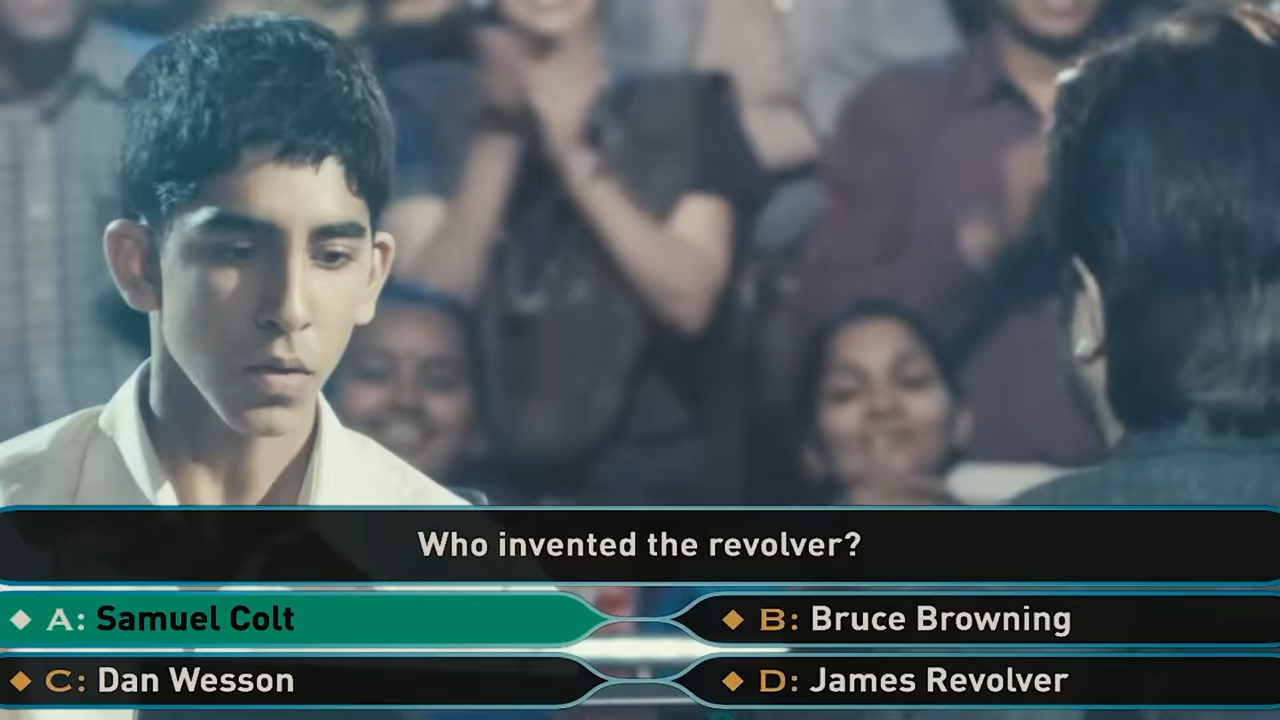 Who invented the revolver?
A: Samuel Colt
B: Bruce Browning
C: Dan Wesson
D: James Revolver